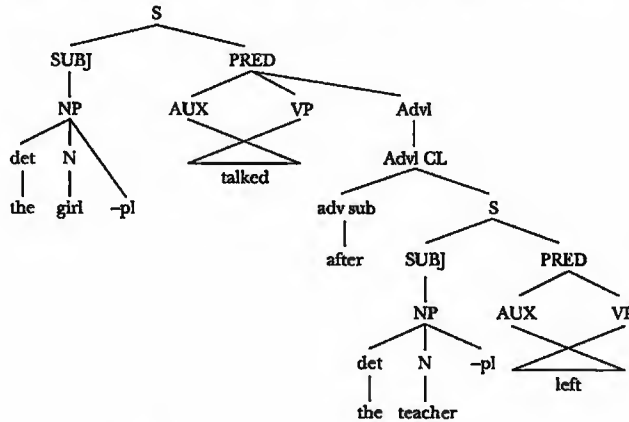 S
SUBJ PRED
NP AUX VP Advl
det N talked Advl CL
the girl –pl adv sub S
after SUBJ PRED
NP AUX VP
det N –pl left
the teacher